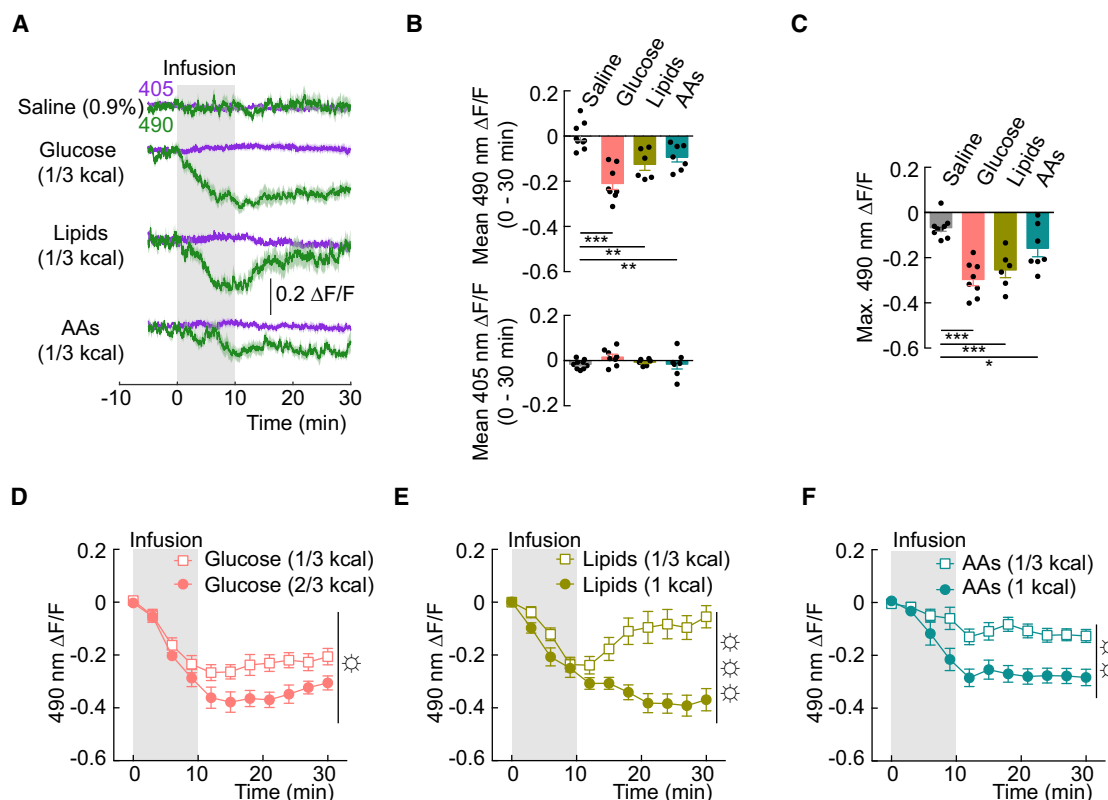 A
Infusion
405
Saline (0.9%)
490
Glucose
(1/3 kcal)
Lipids
(1/3 kcal)
0.2 ΔF/F
AAs
(1/3 kcal)
-10 0 10 20 30
Time (min)
B
Saline
Glucose
Lipids
AAs
Mean 490 nm ΔF/F
(0 - 30 min)
0.2
0
-0.2
-0.4
-0.6
***
**
**
Mean 405 nm ΔF/F
(0 - 30 min)
0.2
0
-0.2
C
Saline
Glucose
Lipids
AAs
Max. 490 nm ΔF/F
0.2
0
-0.2
-0.4
-0.6
***
***
*
D
Infusion
Glucose (1/3 kcal)
Glucose (2/3 kcal)
490 nm ΔF/F
0.2
0
-0.2
-0.4
-0.6
0 10 20 30
Time (min)
E
Infusion
Lipids (1/3 kcal)
Lipids (1 kcal)
490 nm ΔF/F
0.2
0
-0.2
-0.4
-0.6
0 10 20 30
Time (min)
F
Infusion
AAs (1/3 kcal)
AAs (1 kcal)
490 nm ΔF/F
0.2
0
-0.2
-0.4
-0.6
0 10 20 30
Time (min)